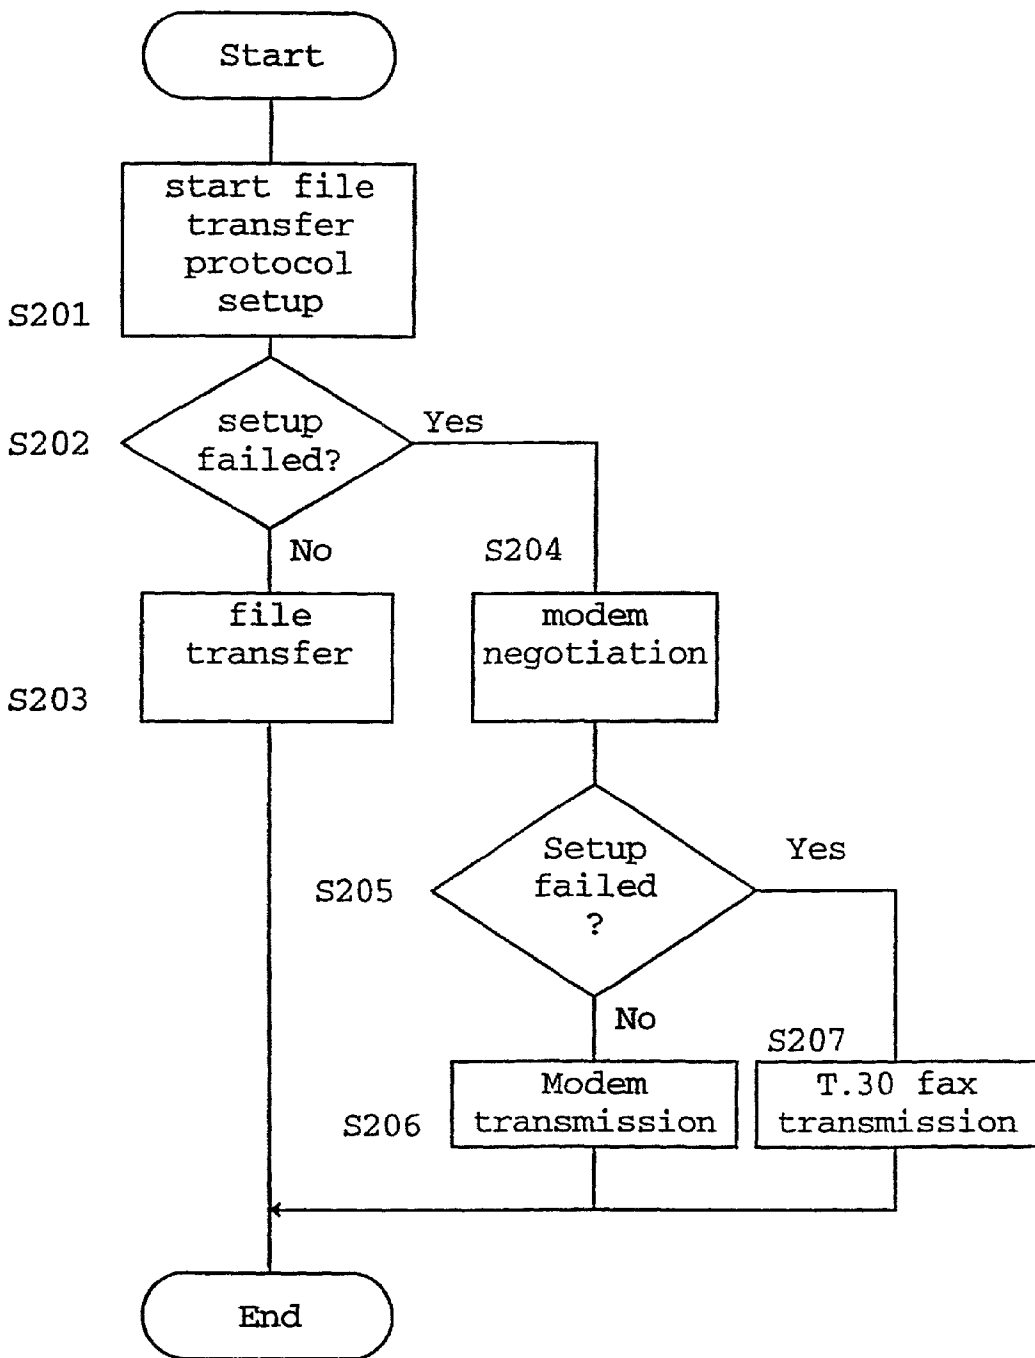 Start
start file
transfer
protocol
setup
S201
setup
failed?
Yes
S202
No
S204
file
transfer
S203
modem
negotiation
Setup
failed
?
Yes
S205
No
S207
Modem
transmission
S206
T.30 fax
transmission
End